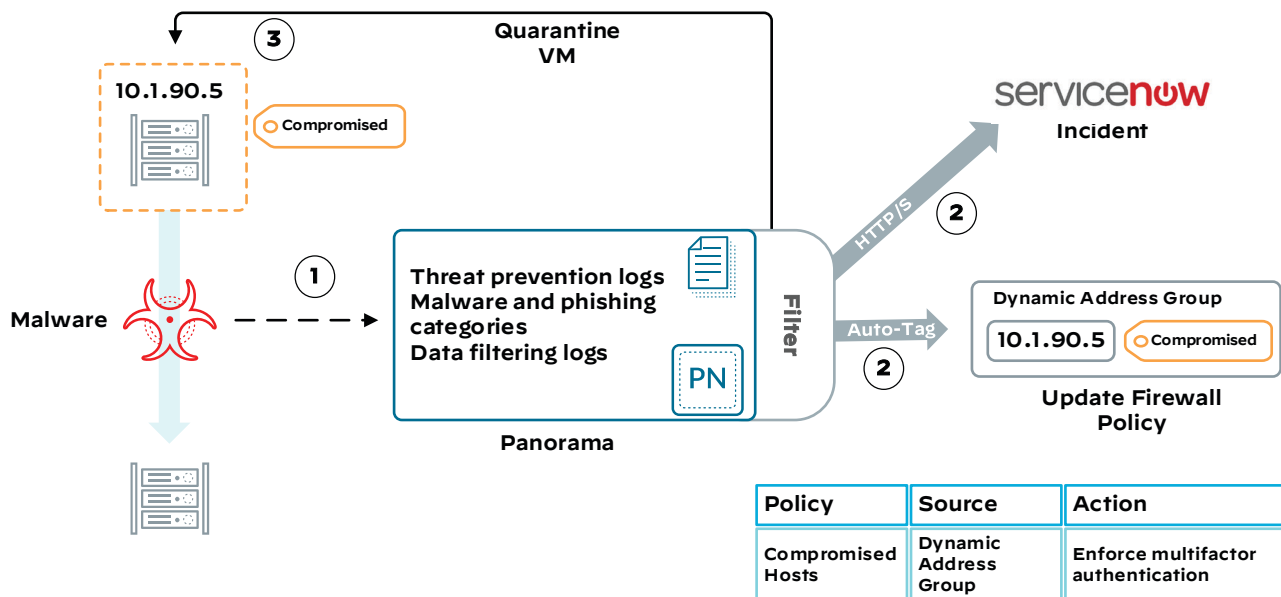 3
Quarantine
VM
10.1.90.5
Compromised
servicenow
Incident
HTTP/S
2
1
Malware
Threat prevention logs
Malware and phishing
categories
Data filtering logs
PN
Filter
Panorama
Auto-Tag
2
Dynamic Address Group
10.1.90.5
Compromised
Update Firewall
Policy
Policy
Source
Action
Compromised
Hosts
Dynamic
Address
Group
Enforce multifactor
authentication